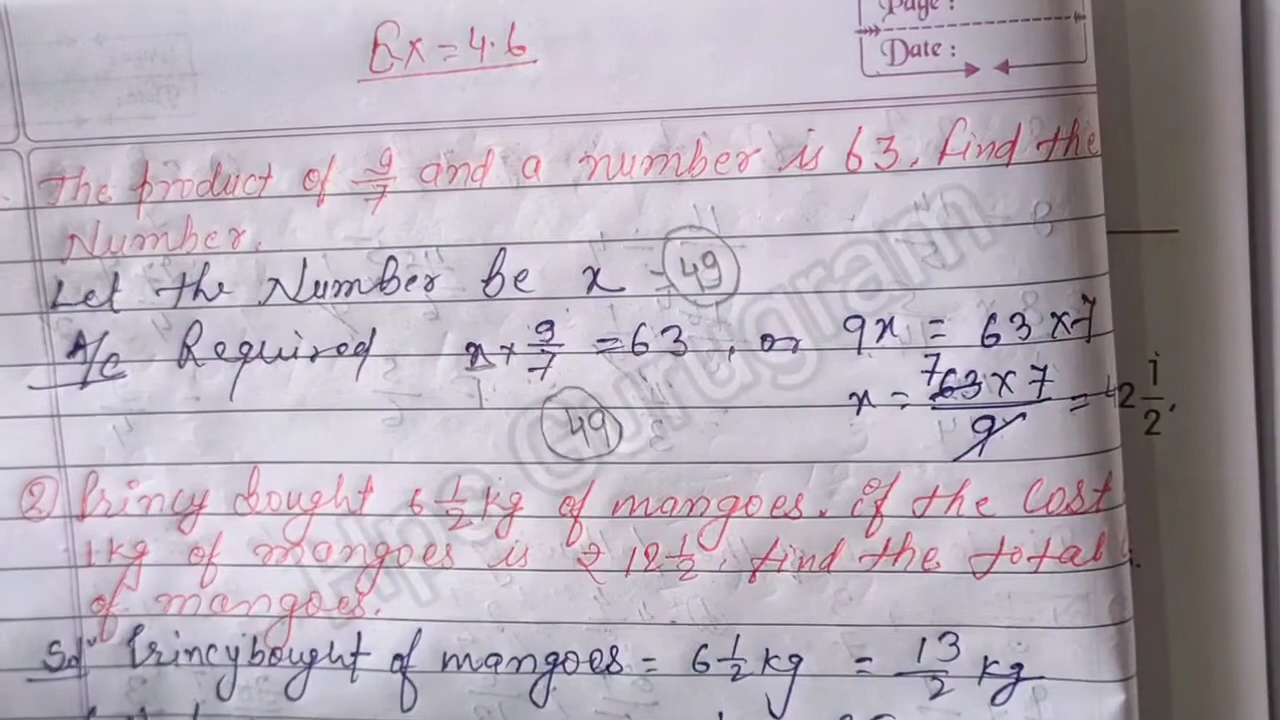 Page :
Date :
Ex = 4.6
The product of 9/7 and a number is 63. Find the
Number.
Let the Number be x = 49
A/c Required x × 9/7 = 63, or 9x = 63 × 7
49 x = 7 63 × 7 / 9 = 42 1/2.
② Princy bought 6 1/2 kg of mangoes. If the cost
1 kg of mangoes is ₹ 12 1/2. find the total
of mangoes.
Solⁿ Princy bought of mangoes = 6 1/2 kg = 13/2 kg
Hps @Gurugram